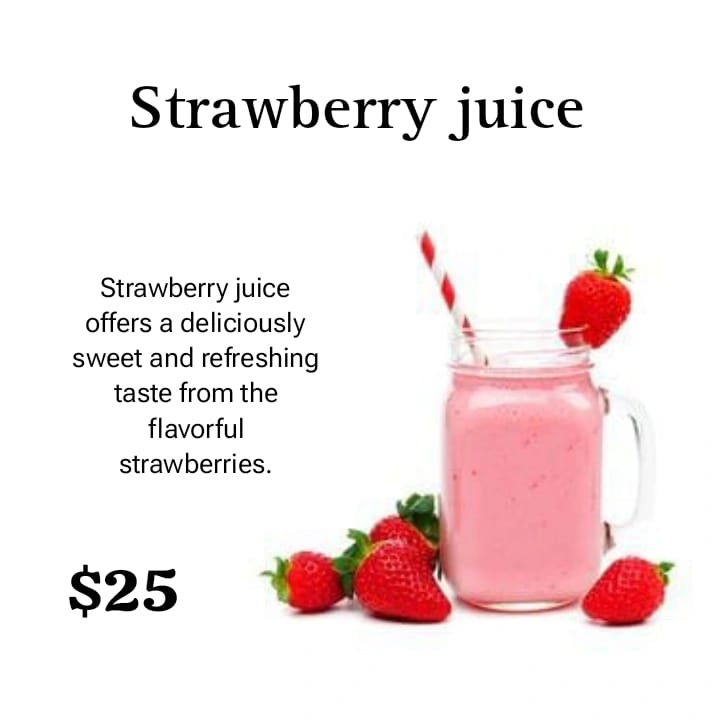 Strawberry juice
Strawberry juice
offers a deliciously
sweet and refreshing
taste from the
flavorful
strawberries.
$25